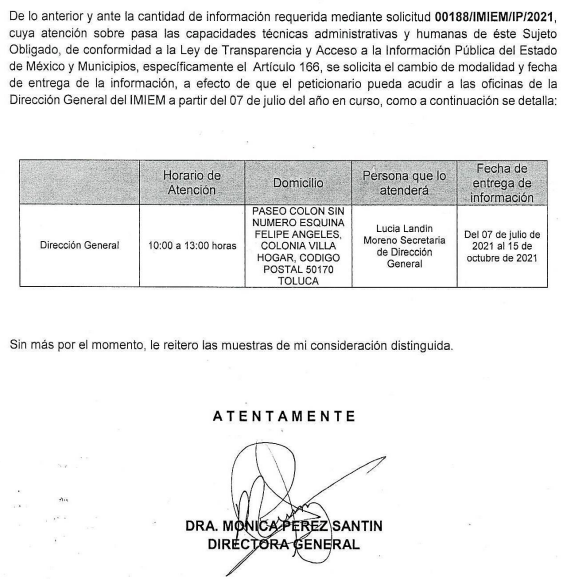 De lo anterior y ante la cantidad de información requerida mediante solicitud 00188/IMIEM/IP/2021,
cuya atención sobre pasa las capacidades técnicas administrativas y humanas de éste Sujeto
Obligado, de conformidad a la Ley de Transparencia y Acceso a la Información Pública del Estado
de México y Municipios, específicamente el Artículo 166, se solicita el cambio de modalidad y fecha
de entrega de la información, a efecto de que el peticionario pueda acudir a las oficinas de la
Dirección General del IMIEM a partir del 07 de julio del año en curso, como a continuación se detalla:
Horario de
Atención
Domicilio
Persona que lo
atenderá
Fecha de
entrega de
información
Dirección General
10:00 a 13:00 horas
PASEO COLON SIN
NUMERO ESQUINA
FELIPE ANGELES,
COLONIA VILLA
HOGAR, CODIGO
POSTAL 50170
TOLUCA
Lucia Landin
Moreno Secretaria
de Dirección
General
Del 07 de julio de
2021 al 15 de
octubre de 2021
Sin más por el momento, le reitero las muestras de mi consideración distinguida.
A T E N T A M E N T E
DRA. MONICA PEREZ SANTIN
DIRECTORA GENERAL